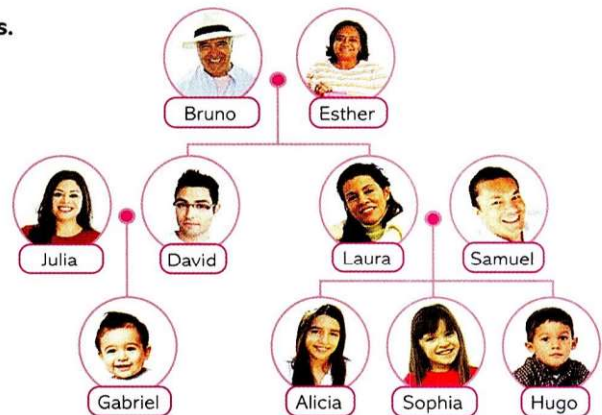 s.
Bruno Esther
Julia David Laura Samuel
Gabriel Alicia Sophia Hugo